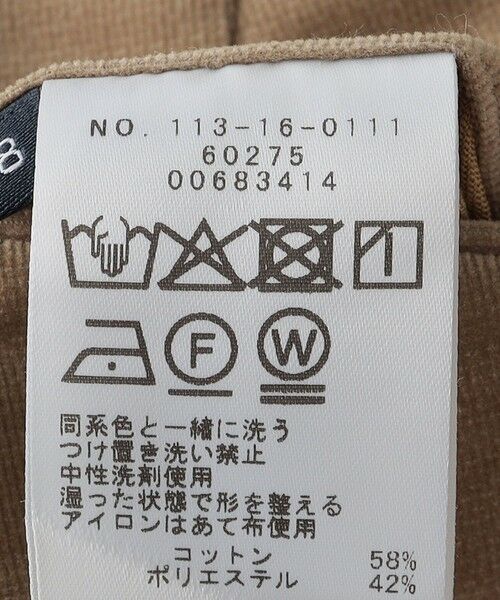 8
NO. 113-16-0111
60275
00683414
F
W
同系色と一緒に洗う
つけ置き洗い禁止
中性洗剤使用
湿った状態で形を整える
アイロンはあて布使用
コットン 58%
ポリエステル 42%